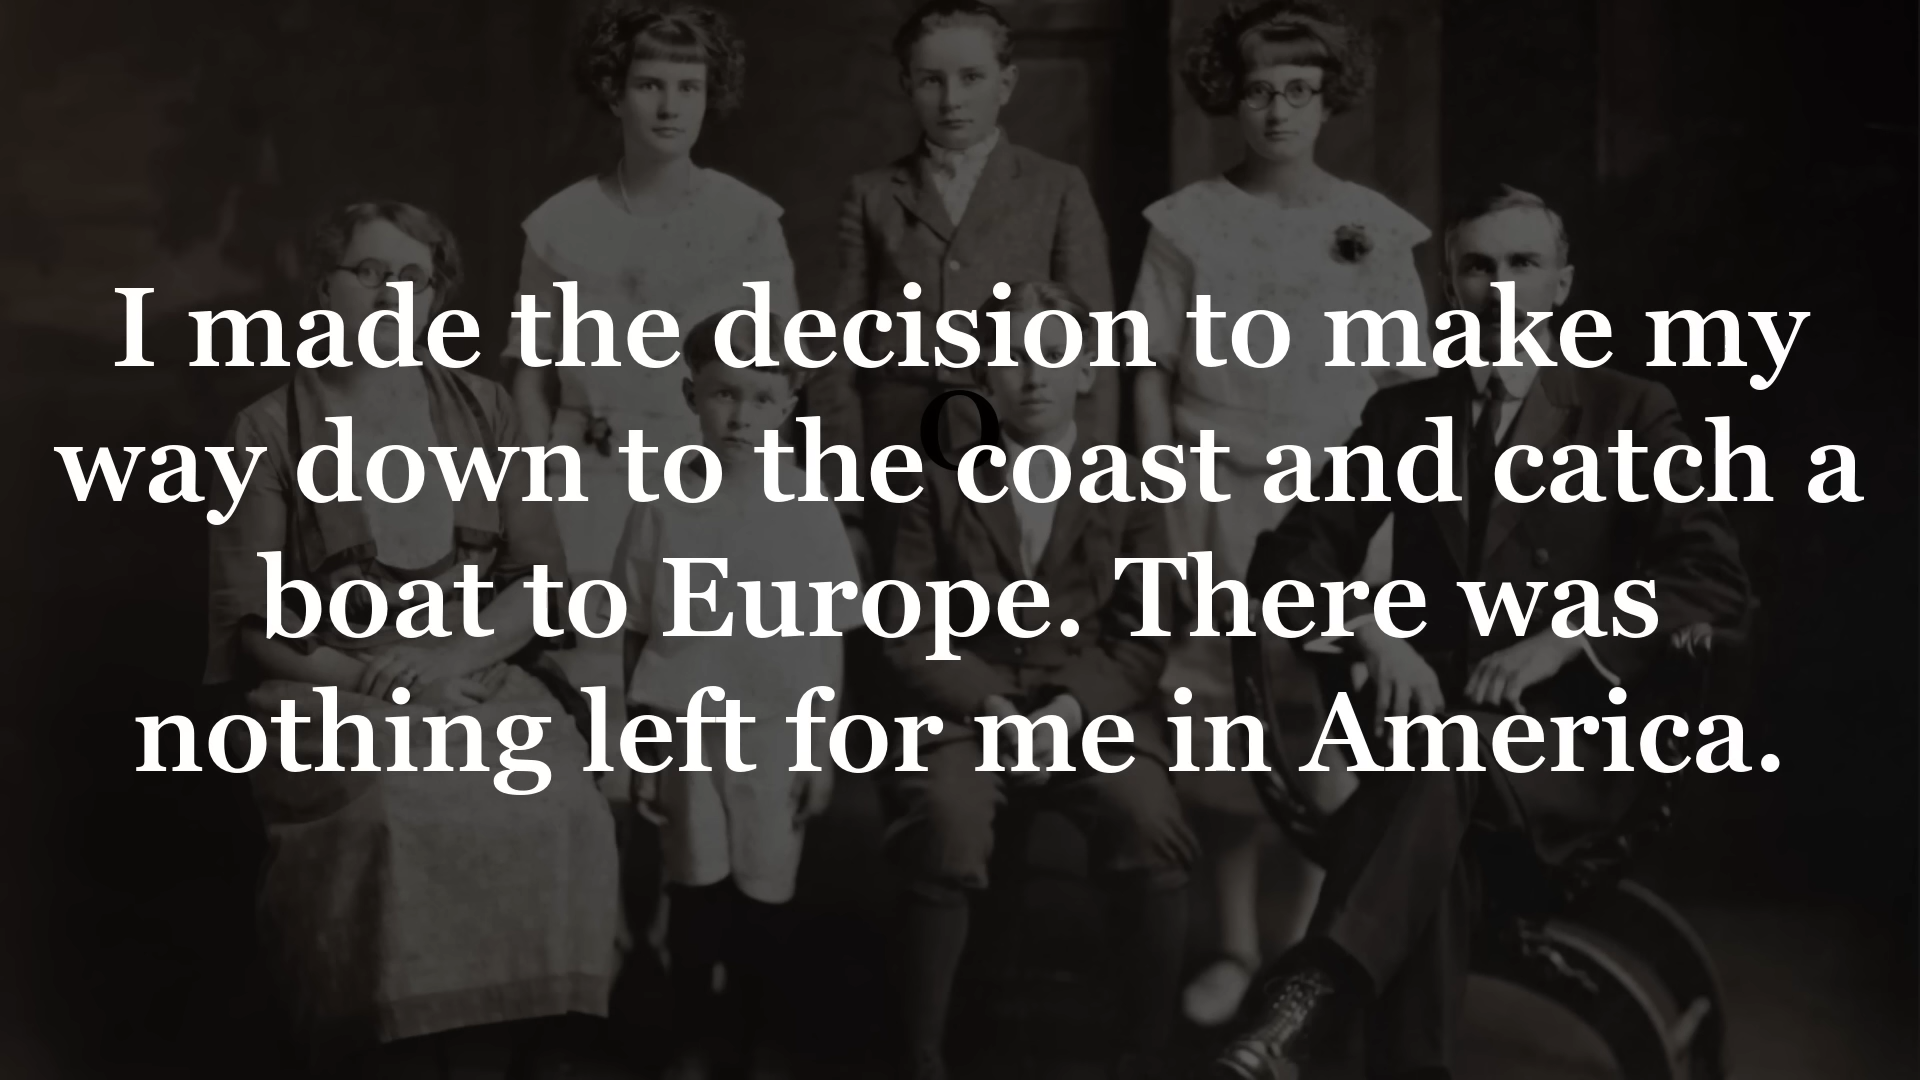 I made the decision to make my
way down to the coast and catch a
boat to Europe. There was
nothing left for me in America.